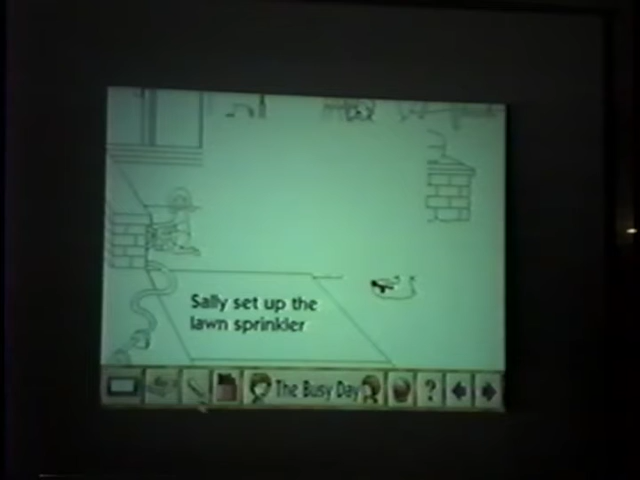 Sally set up the
lawn sprinkler
The Busy Day
?